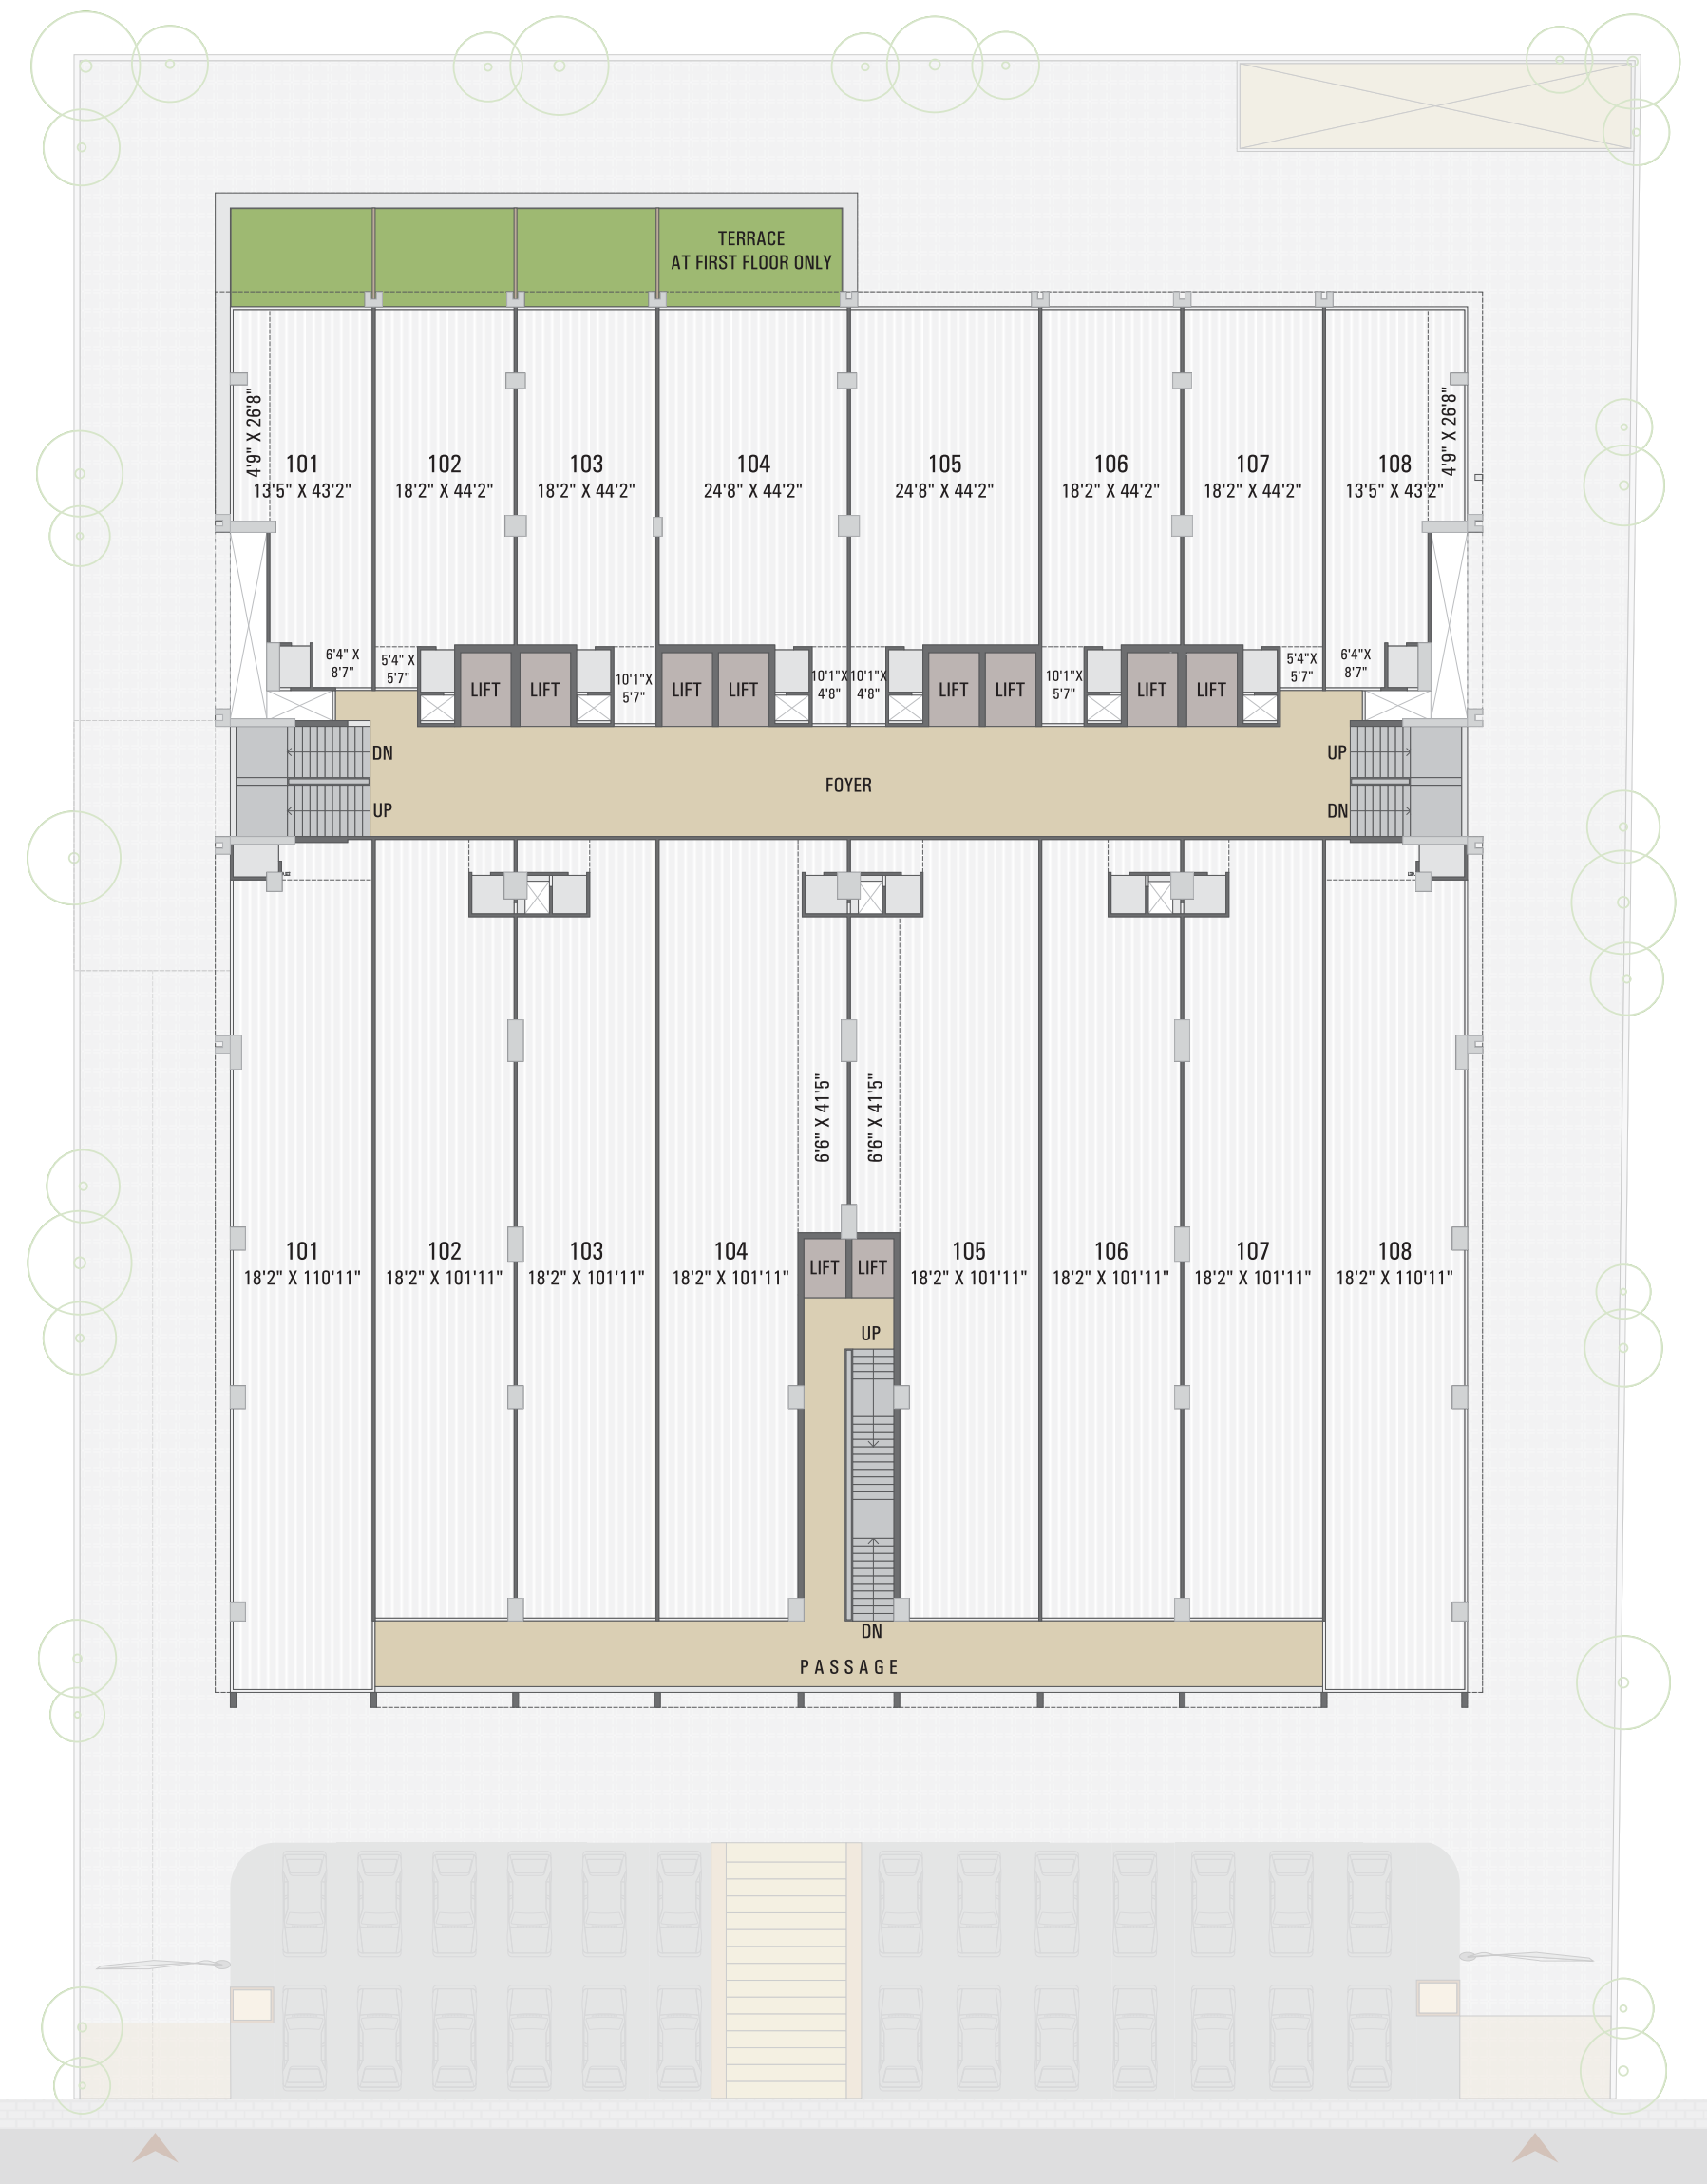 TERRACE
AT FIRST FLOOR ONLY
4'9" X 26'8"
101
13'5" X 43'2"
102
18'2" X 44'2"
103
18'2" X 44'2"
104
24'8" X 44'2"
105
24'8" X 44'2"
106
18'2" X 44'2"
107
18'2" X 44'2"
108
13'5" X 43'2"
4'9" X 26'8"
6'4" X
8'7"
5'4" X
5'7"
LIFT
LIFT
10'1"X
5'7"
LIFT
LIFT
10'1"X
4'8"
10'1"X
4'8"
LIFT
LIFT
10'1"X
5'7"
LIFT
LIFT
5'4"X
5'7"
6'4"X
8'7"
DN
UP
FOYER
UP
DN
6'6" X 41'5"
6'6" X 41'5"
101
18'2" X 110'11"
102
18'2" X 101'11"
103
18'2" X 101'11"
104
18'2" X 101'11"
LIFT
LIFT
105
18'2" X 101'11"
106
18'2" X 101'11"
107
18'2" X 101'11"
108
18'2" X 110'11"
UP
DN
PASSAGE